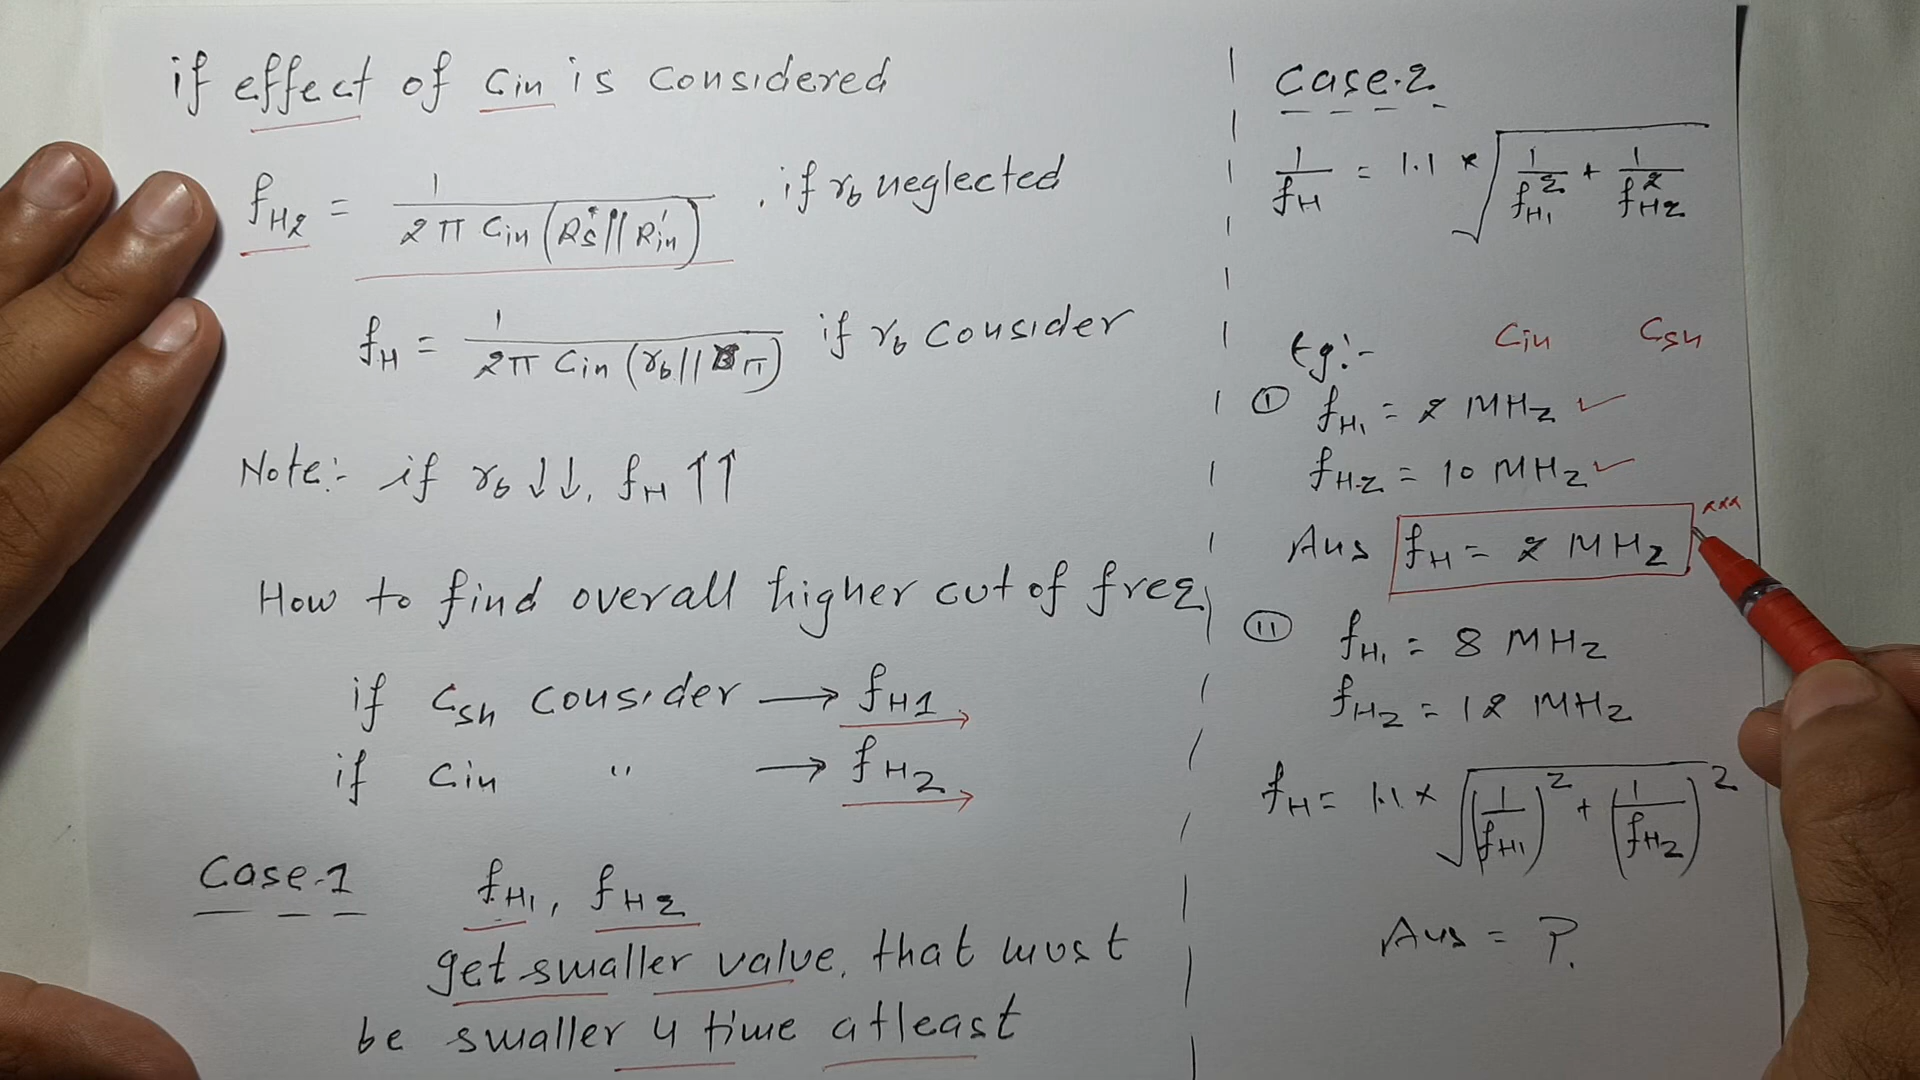 if effect of Cin is considered
fH2 = 1 / 2π Cin (Rs || R'in) , if rb neglected
fH = 1 / 2π Cin (rb || π) if rb consider
Note:- if rb ↓↓, fH ↑↑
How to find overall higher cut of freq
if Csh consider → fH1
if Cin " → fH2
Case-1 fH1, fH2
get smaller value, that must
be smaller 4 time atleast
Case-2
1/fH = 1.1 × √(1/fH1² + 1/fH2²)
Eg:- Cin Csh
① fH1 = 2 MHz ✓
fH2 = 10 MHz ✓
Ans fH = 2 MHz xxx
⑪ fH1 = 8 MHz
fH2 = 12 MHz
fH = 1.1 × √((1/fH1)² + (1/fH2)²
Ans = ?